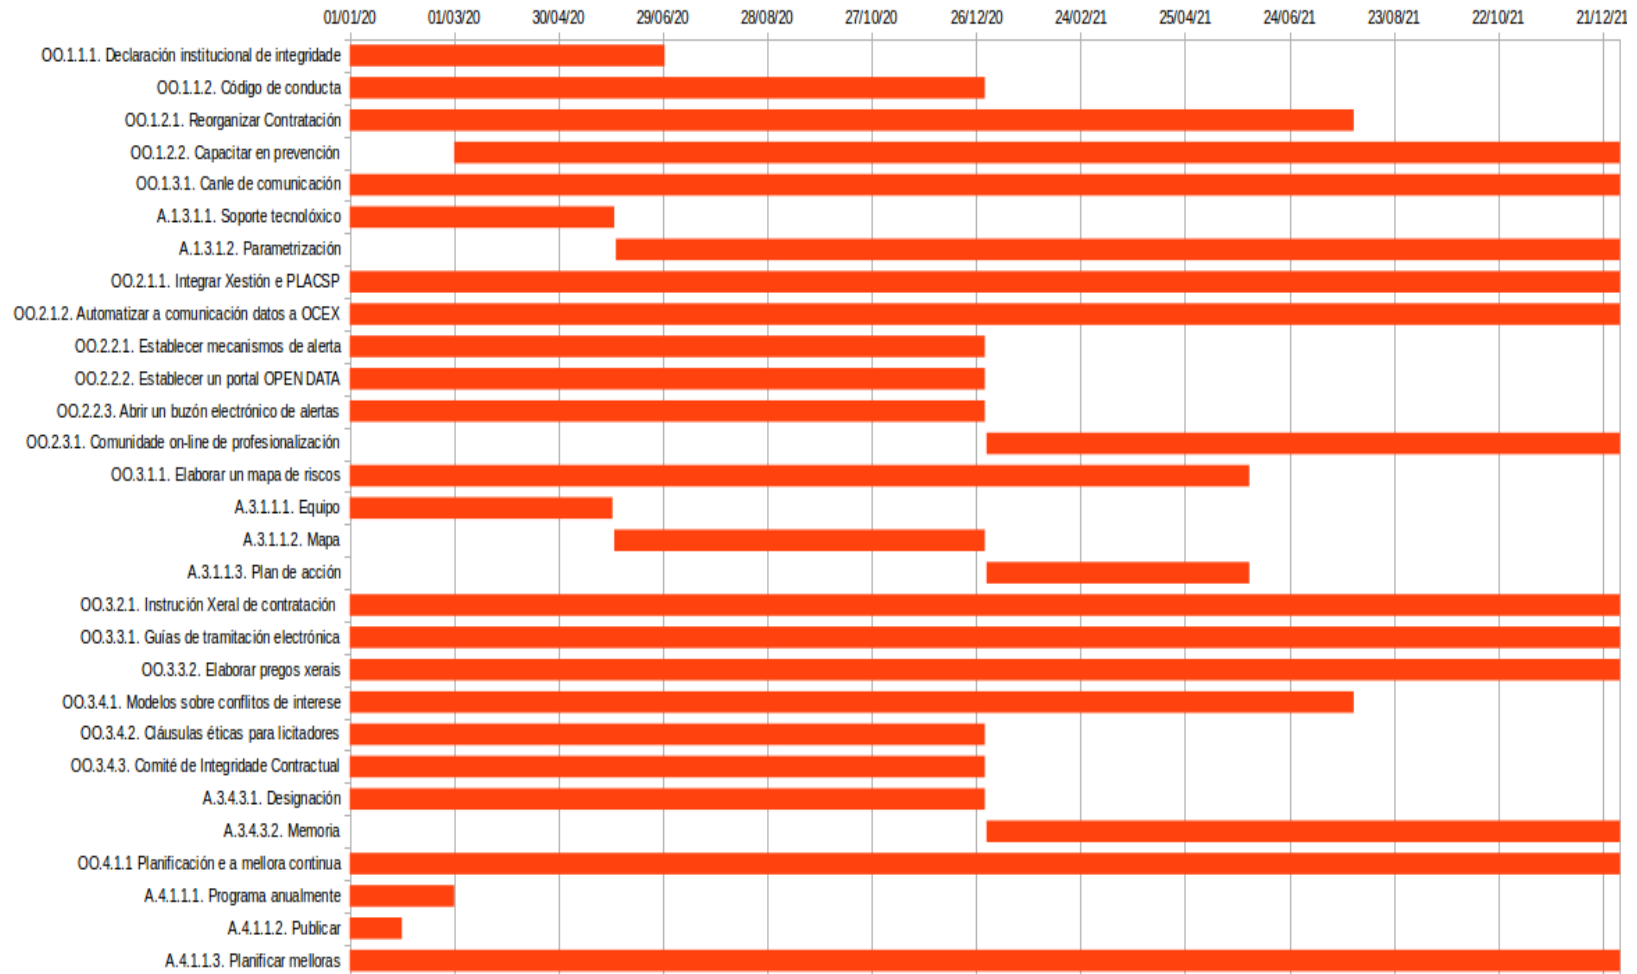 01/01/20 01/03/20 30/04/20 29/06/20 28/08/20 27/10/20 26/12/20 24/02/21 25/04/21 24/06/21 23/08/21 22/10/21 21/12/21
OO.1.1.1. Declaración institucional de integridade
OO.1.1.2. Código de conducta
OO.1.2.1. Reorganizar Contratación
OO.1.2.2. Capacitar en prevención
OO.1.3.1. Canle de comunicación
A.1.3.1.1. Soporte tecnolóxico
A.1.3.1.2. Parametrización
OO.2.1.1. Integrar Xestión e PLACSP
OO.2.1.2. Automatizar a comunicación datos a OCEX
OO.2.2.1. Establecer mecanismos de alerta
OO.2.2.2. Establecer un portal OPEN DATA
OO.2.2.3. Abrir un buzón electrónico de alertas
OO.2.3.1. Comunidade on-line de profesionalización
OO.3.1.1. Elaborar un mapa de riscos
A.3.1.1.1. Equipo
A.3.1.1.2. Mapa
A.3.1.1.3. Plan de acción
OO.3.2.1. Instrución Xeral de contratación
OO.3.3.1. Guías de tramitación electrónica
OO.3.3.2. Elaborar pregos xerais
OO.3.4.1. Modelos sobre conflitos de interese
OO.3.4.2. Cláusulas éticas para licitadores
OO.3.4.3. Comité de Integridade Contractual
A.3.4.3.1. Designación
A.3.4.3.2. Memoria
OO.4.1.1 Planificación e a mellora continua
A.4.1.1.1. Programa anualmente
A.4.1.1.2. Publicar
A.4.1.1.3. Planificar melloras